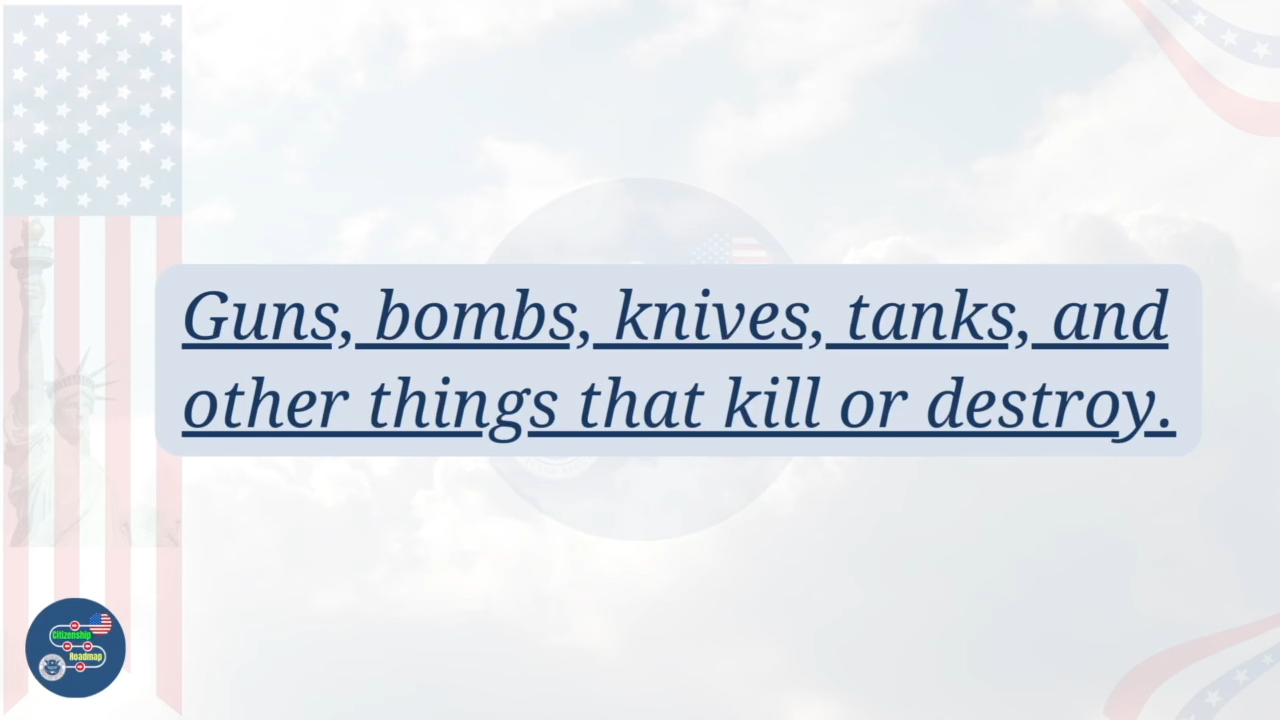 Guns, bombs, knives, tanks, and
other things that kill or destroy.
Citizenship
Roadmap